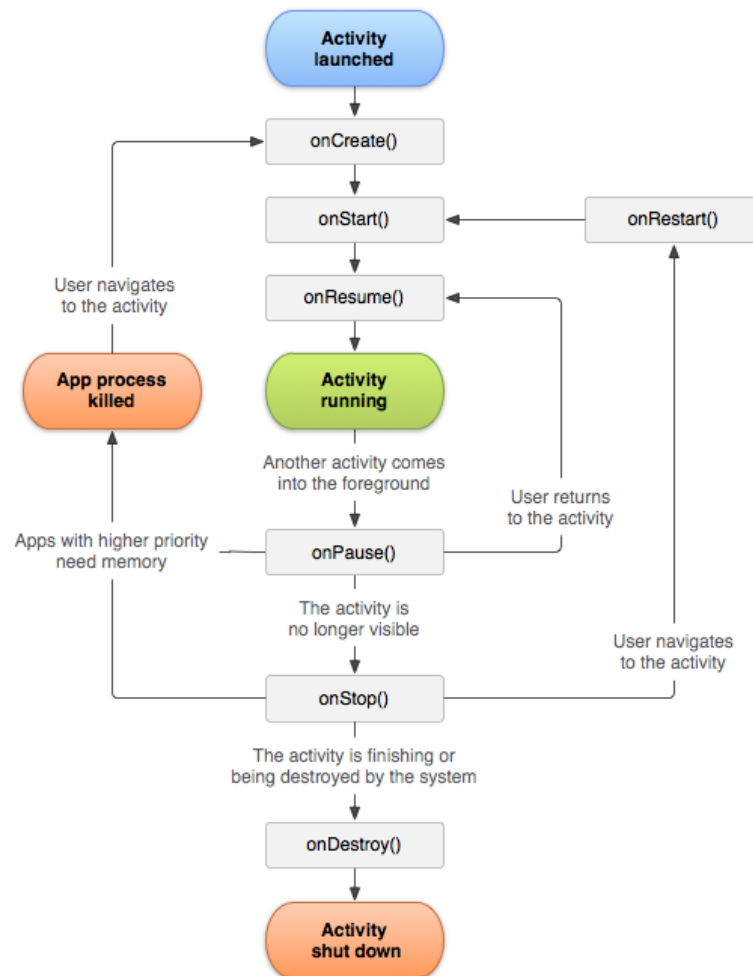 Activity
launched
onCreate()
onStart()
onRestart()
User navigates
to the activity
onResume()
App process
killed
Activity
running
Another activity comes
into the foreground
User returns
to the activity
Apps with higher priority
need memory
onPause()
The activity is
no longer visible
User navigates
to the activity
onStop()
The activity is finishing or
being destroyed by the system
onDestroy()
Activity
shut down